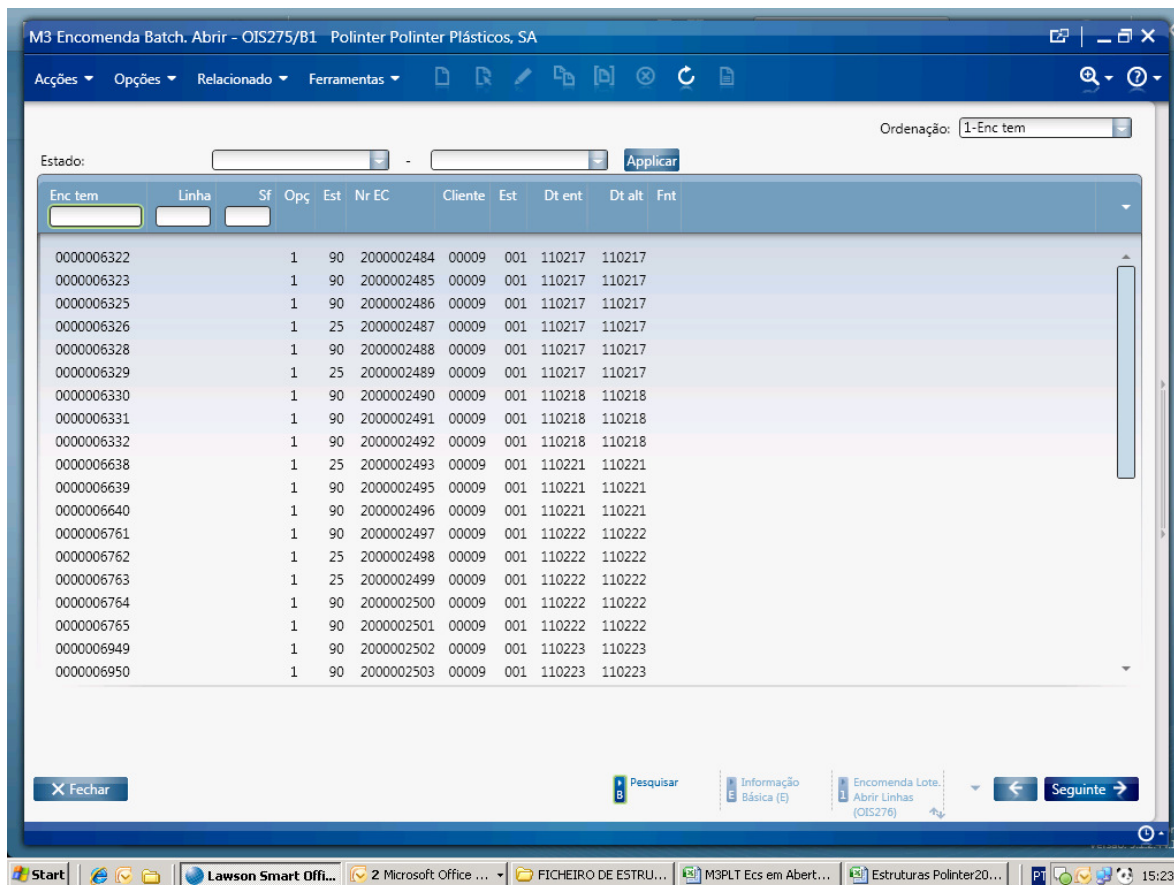 M3 Encomenda Batch. Abrir - OIS275/B1 Polinter Polinter Plásticos, SA
Acções Opções Relacionado Ferramentas
Ordenação: 1-Enc tem
Estado: - Applicar
Enc tem Linha Sf Opç Est Nr EC Cliente Est Dt ent Dt alt Fnt
0000006322 1 90 2000002484 00009 001 110217 110217
0000006323 1 90 2000002485 00009 001 110217 110217
0000006325 1 90 2000002486 00009 001 110217 110217
0000006326 1 25 2000002487 00009 001 110217 110217
0000006328 1 90 2000002488 00009 001 110217 110217
0000006329 1 25 2000002489 00009 001 110217 110217
0000006330 1 90 2000002490 00009 001 110218 110218
0000006331 1 90 2000002491 00009 001 110218 110218
0000006332 1 90 2000002492 00009 001 110218 110218
0000006638 1 25 2000002493 00009 001 110221 110221
0000006639 1 90 2000002495 00009 001 110221 110221
0000006640 1 90 2000002496 00009 001 110221 110221
0000006761 1 90 2000002497 00009 001 110222 110222
0000006762 1 25 2000002498 00009 001 110222 110222
0000006763 1 25 2000002499 00009 001 110222 110222
0000006764 1 90 2000002500 00009 001 110222 110222
0000006765 1 90 2000002501 00009 001 110222 110222
0000006949 1 90 2000002502 00009 001 110223 110223
0000006950 1 90 2000002503 00009 001 110223 110223
Fechar
B Pesquisar
E Informação
Básica (E)
1 Encomenda Lote.
Abrir Linhas
(OIS276)
Seguinte
Start Lawson Smart Offi... 2 Microsoft Office ... FICHEIRO DE ESTRU... M3PLT Ecs em Abert... Estruturas Polinter20... PT 15:23